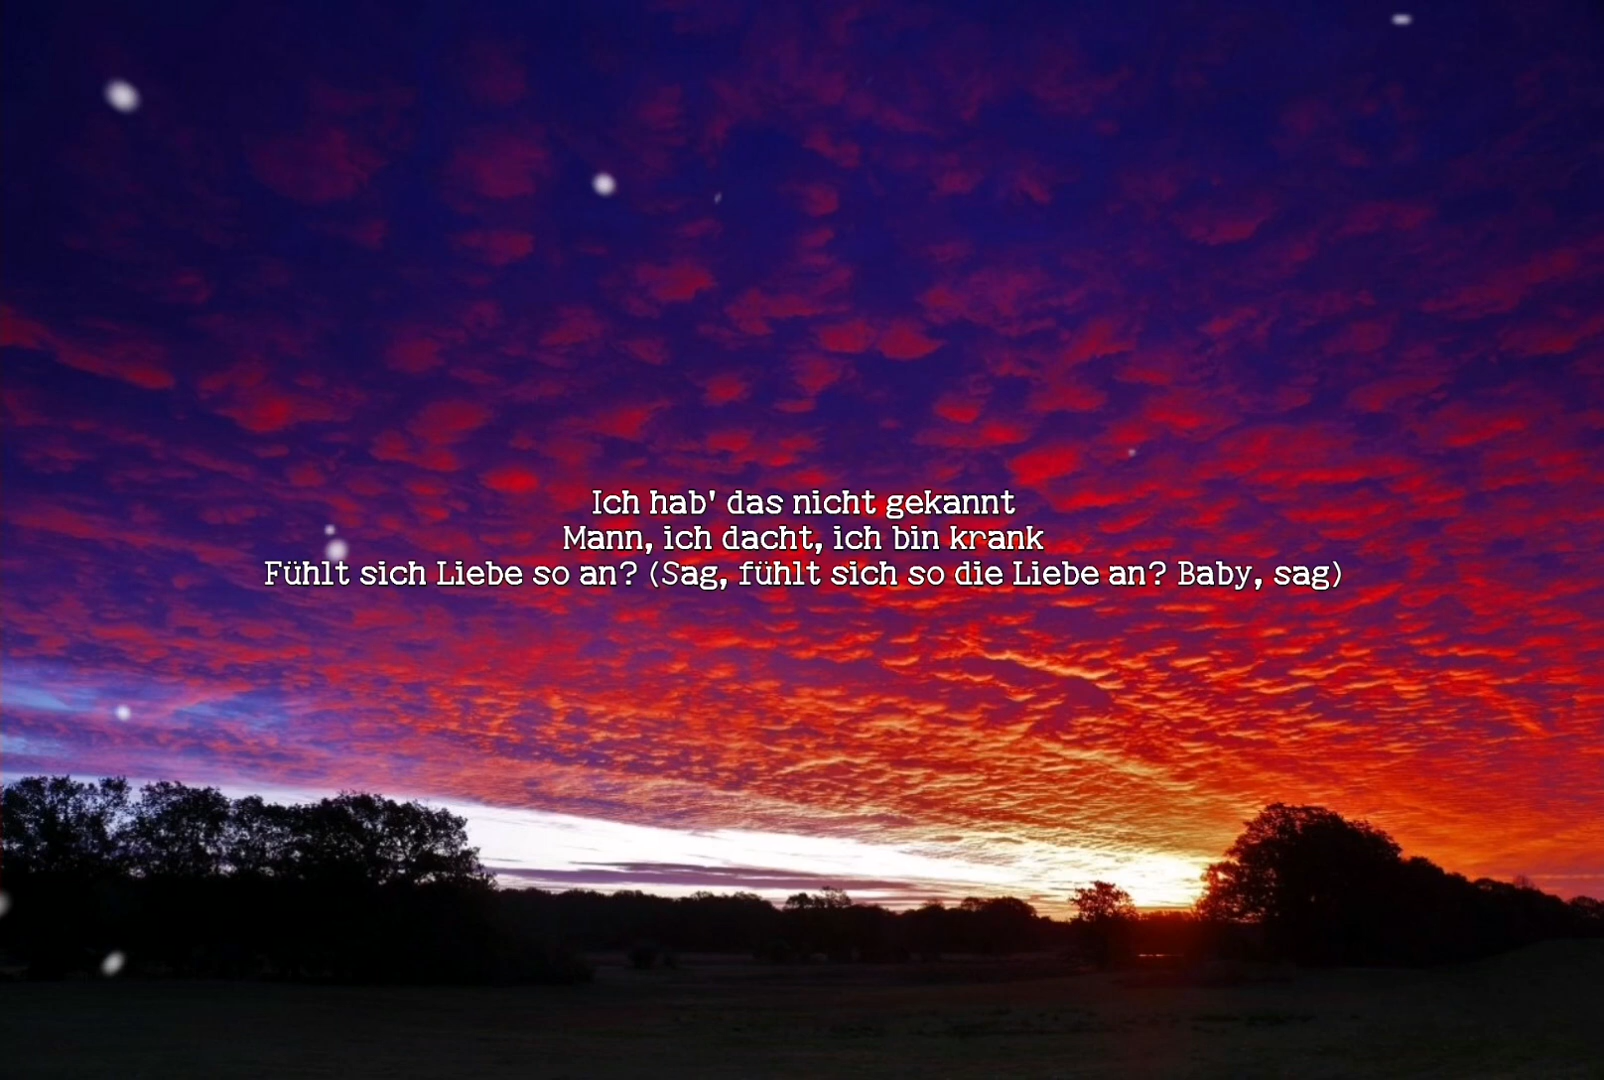 Ich hab' das nicht gekannt
Mann, ich dacht, ich bin krank
Fühlt sich Liebe so an? (Sag, fühlt sich so die Liebe an? Baby, sag)